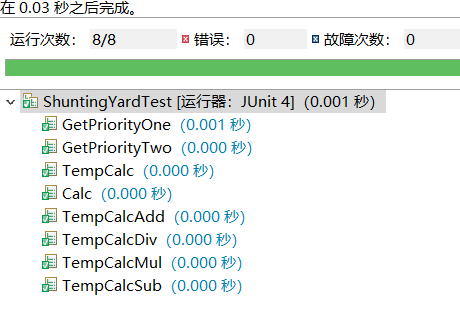 在 0.03 秒之后完成。
运行次数： 8/8 错误： 0 故障次数： 0
ShuntingYardTest [运行器：JUnit 4]（0.001 秒）
GetPriorityOne（0.001 秒）
GetPriorityTwo（0.000 秒）
TempCalc（0.000 秒）
Calc（0.000 秒）
TempCalcAdd（0.000 秒）
TempCalcDiv（0.000 秒）
TempCalcMul（0.000 秒）
TempCalcSub（0.000 秒）